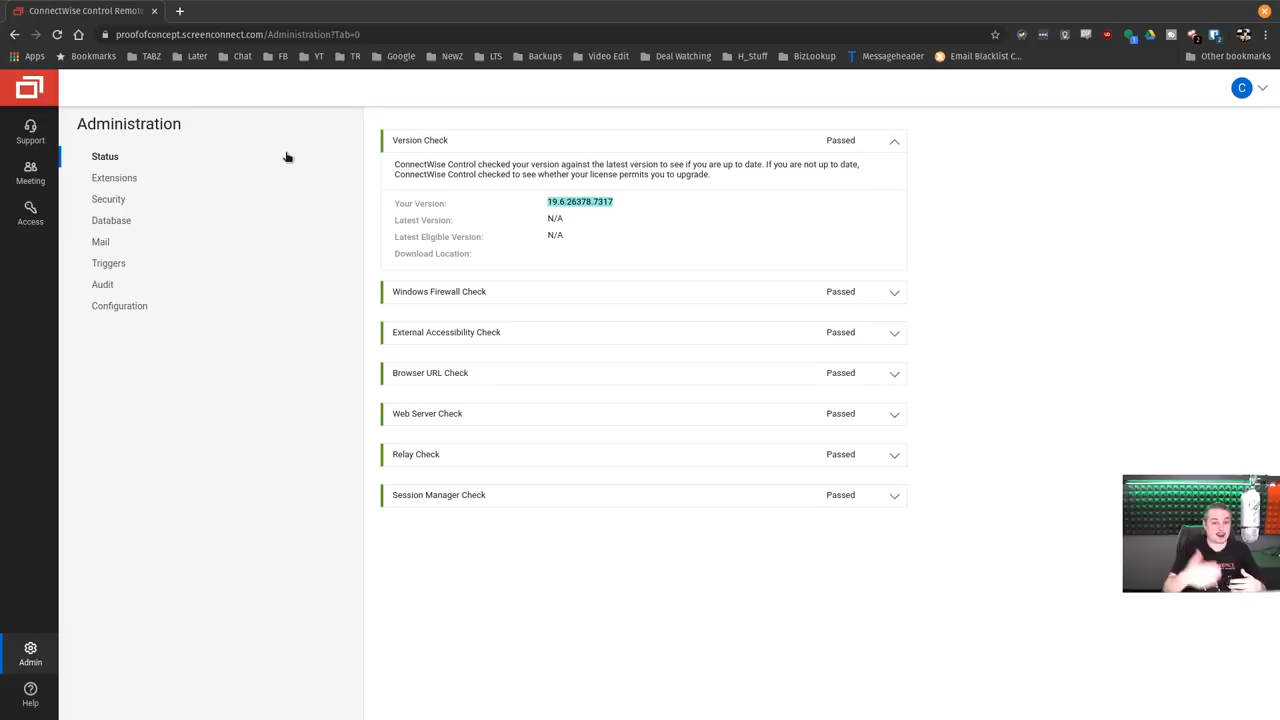 ConnectWise Control Remote
proofofconcept.screenconnect.com/Administration?Tab=0
Apps
Bookmarks
TABZ
Later
Chat
FB
YT
TR
Google
NewZ
LTS
Backups
Video Edit
Deal Watching
H_Stuff
BizLookup
Messageheader
Email Blacklist C...
Other bookmarks
C
Support
Meeting
Access
Admin
Help
Administration
Status
Extensions
Security
Database
Mail
Triggers
Audit
Configuration
Version Check Passed
ConnectWise Control checked your version against the latest version to see if you are up to date. If you are not up to date,
ConnectWise Control checked to see whether your license permits you to upgrade.
Your Version: 19.6.26378.7317
Latest Version: N/A
Latest Eligible Version: N/A
Download Location:
Windows Firewall Check Passed
External Accessibility Check Passed
Browser URL Check Passed
Web Server Check Passed
Relay Check Passed
Session Manager Check Passed